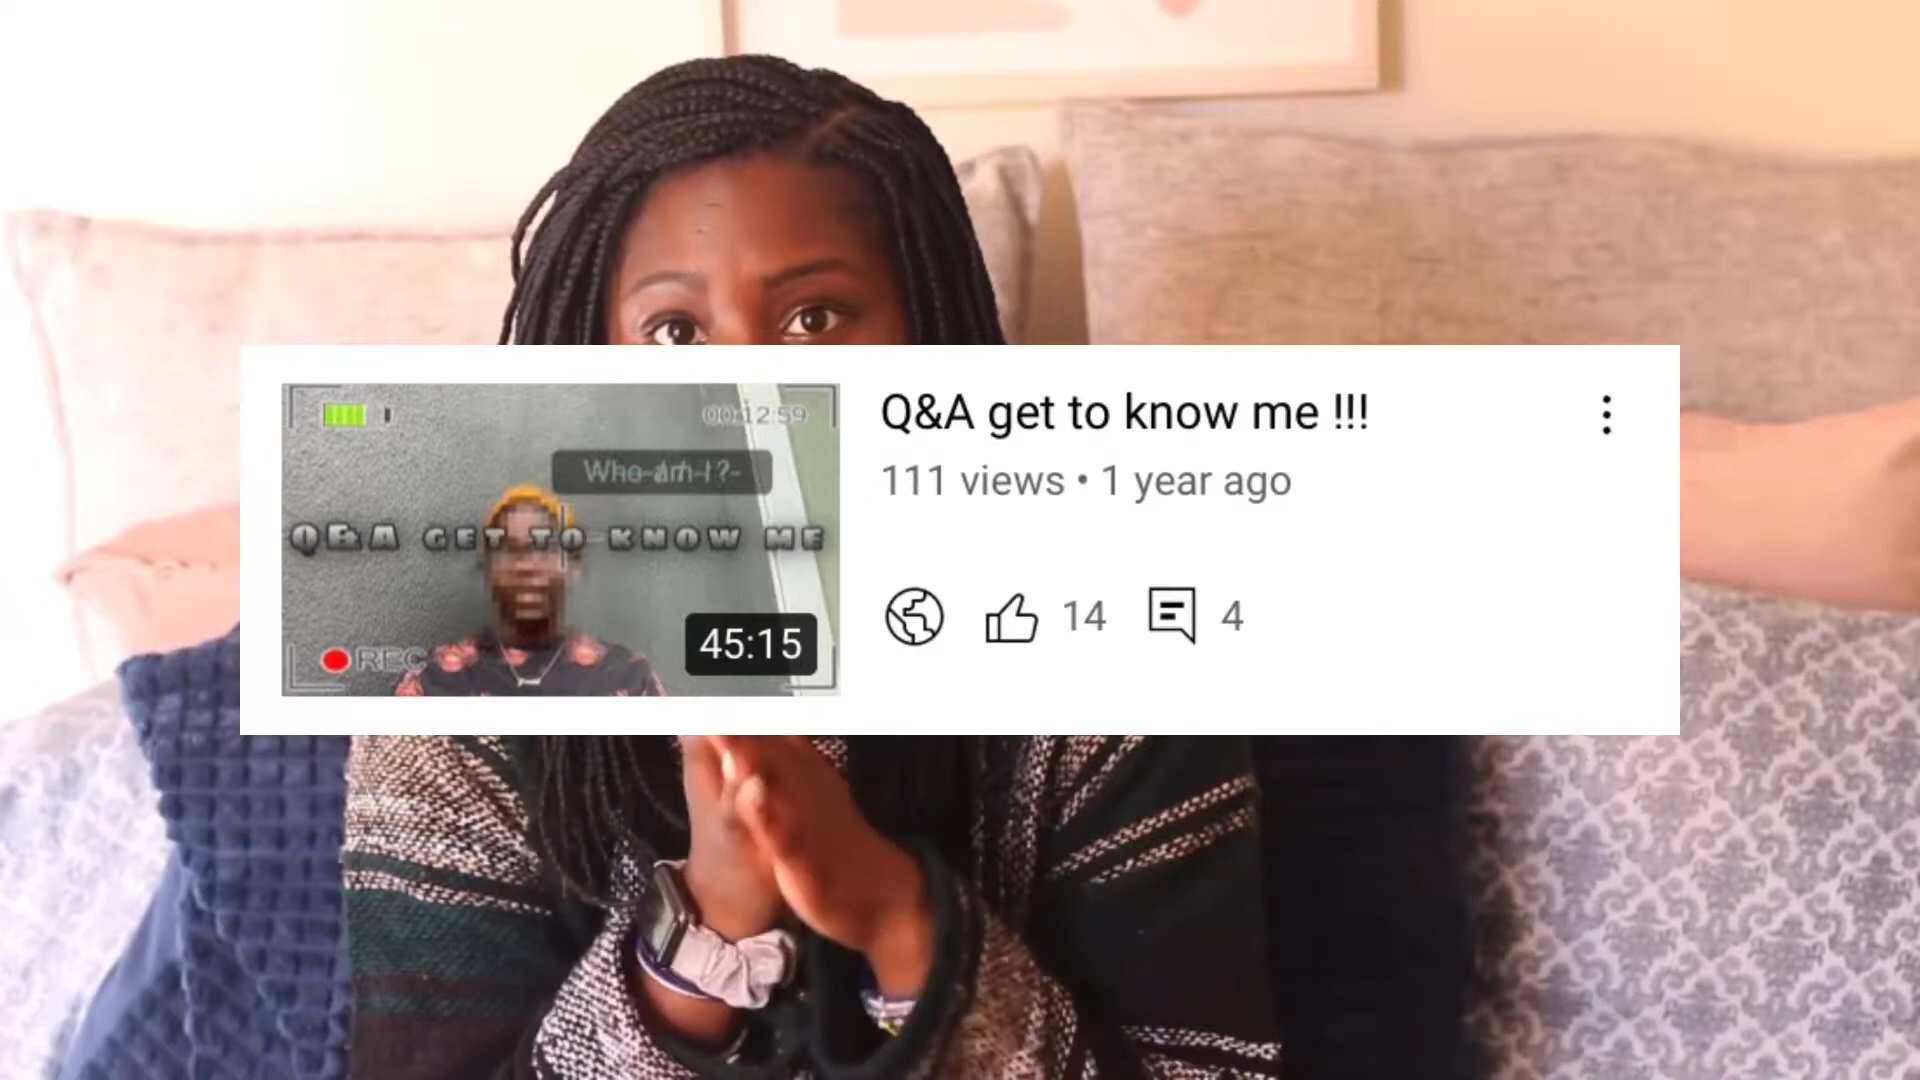 00:12:59
Who-am-I?-
Q&A GET TO KNOW ME
REC
45:15
Q&A get to know me !!!
111 views • 1 year ago
14
4